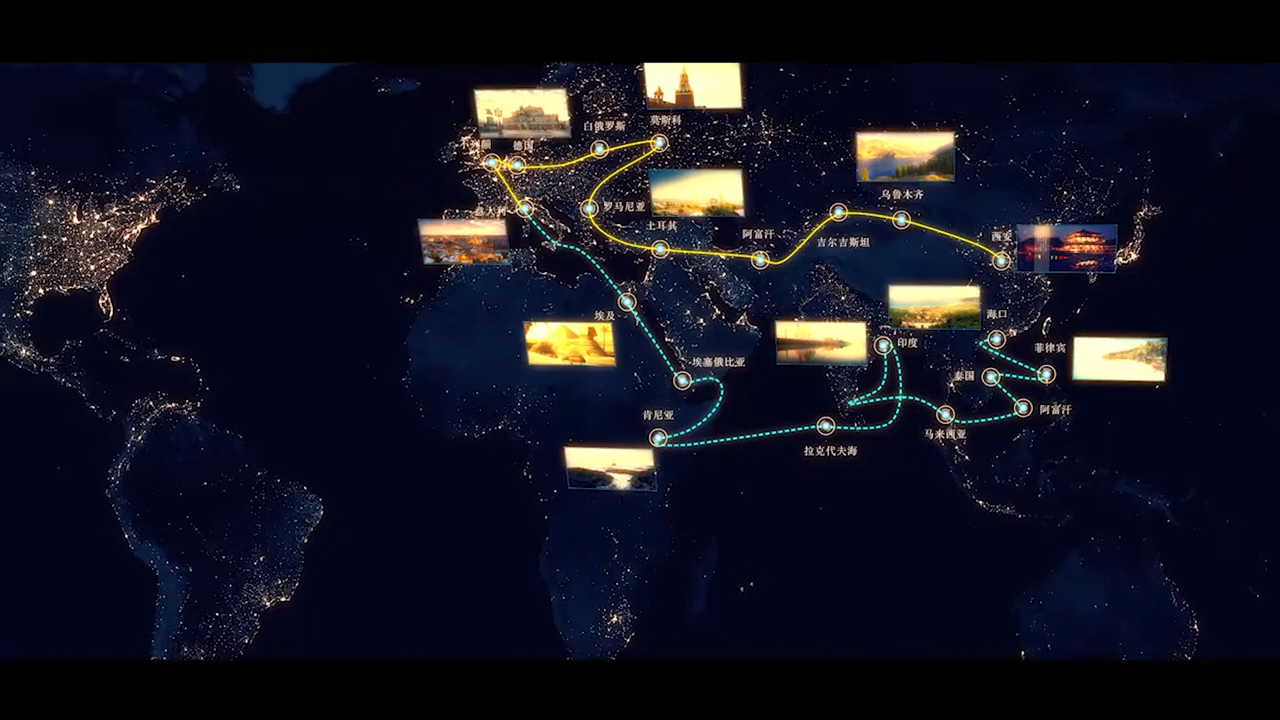 莫斯科
白俄罗斯
德国
乌鲁木齐
罗马尼亚
意大利
土耳其
阿富汗
吉尔吉斯坦
西安
埃及
海口
印度
菲律宾
埃塞俄比亚
泰国
阿富汗
肯尼亚
马来西亚
拉克代夫海